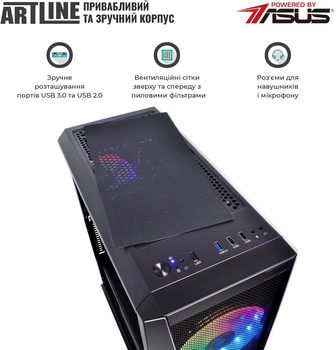 ARTLINE
ПРИВАБЛИВИЙ
ТА ЗРУЧНИЙ КОРПУС
POWERED BY
ASUS
Зручне
розташування
портів USB 3.0 та USB 2.0
Вентиляційні сітки
зверху та спереду з
пиловими фільтрами
Роз'єми для
навушників
і мікрофону